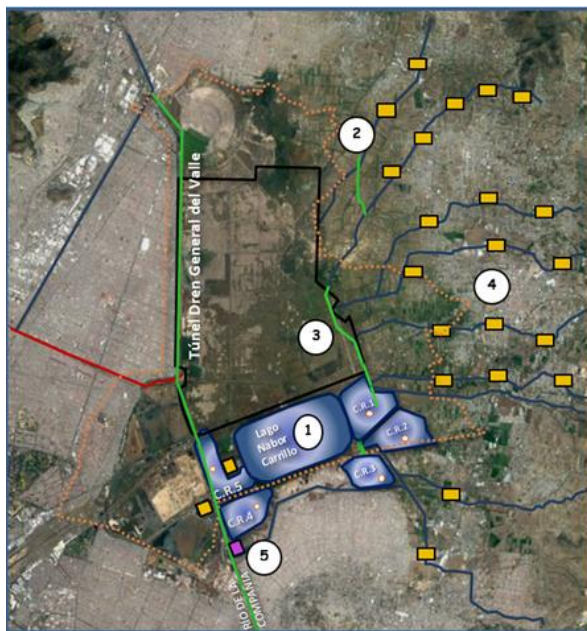 2
Túnel Dren General del Valle
4
3
C.R.1
1
Lago
Nabor
Carrillo
C.R.2
C.R.3
C.R.5
C.R.4
5
RÍO DE LA
COMPAÑÍA